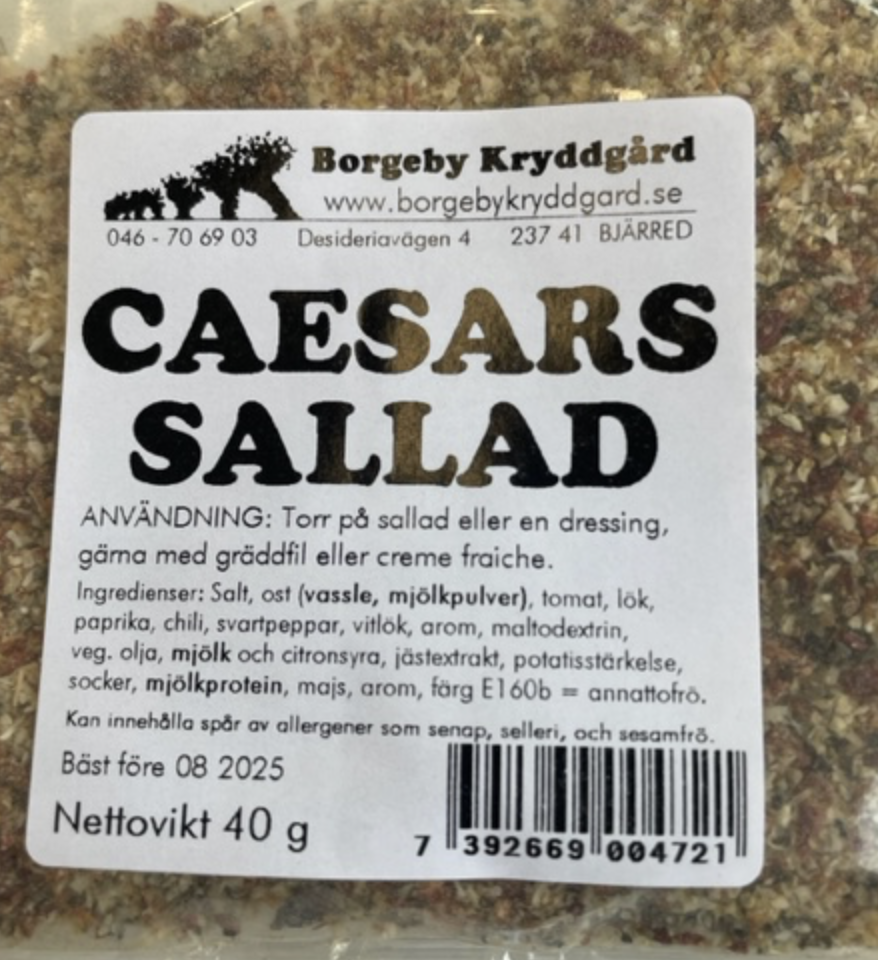 Borgeby Kryddgård
www.borgebykryddgard.se
046 - 70 69 03 Desideriavägen 4 237 41 BJÄRRED
CAESARS
SALLAD
ANVÄNDNING: Torr på sallad eller en dressing,
gärna med gräddfil eller creme fraiche.
Ingredienser: Salt, ost (vassle, mjölkpulver), tomat, lök,
paprika, chili, svartpeppar, vitlök, arom, maltodextrin,
veg. olja, mjölk och citronsyra, jästextrakt, potatisstärkelse,
socker, mjölkprotein, majs, arom, färg E160b = annattofrö.
Kan innehålla spår av allergener som senap, selleri, och sesamfrö.
Bäst före 08 2025
Nettovikt 40 g
7 392669 004721